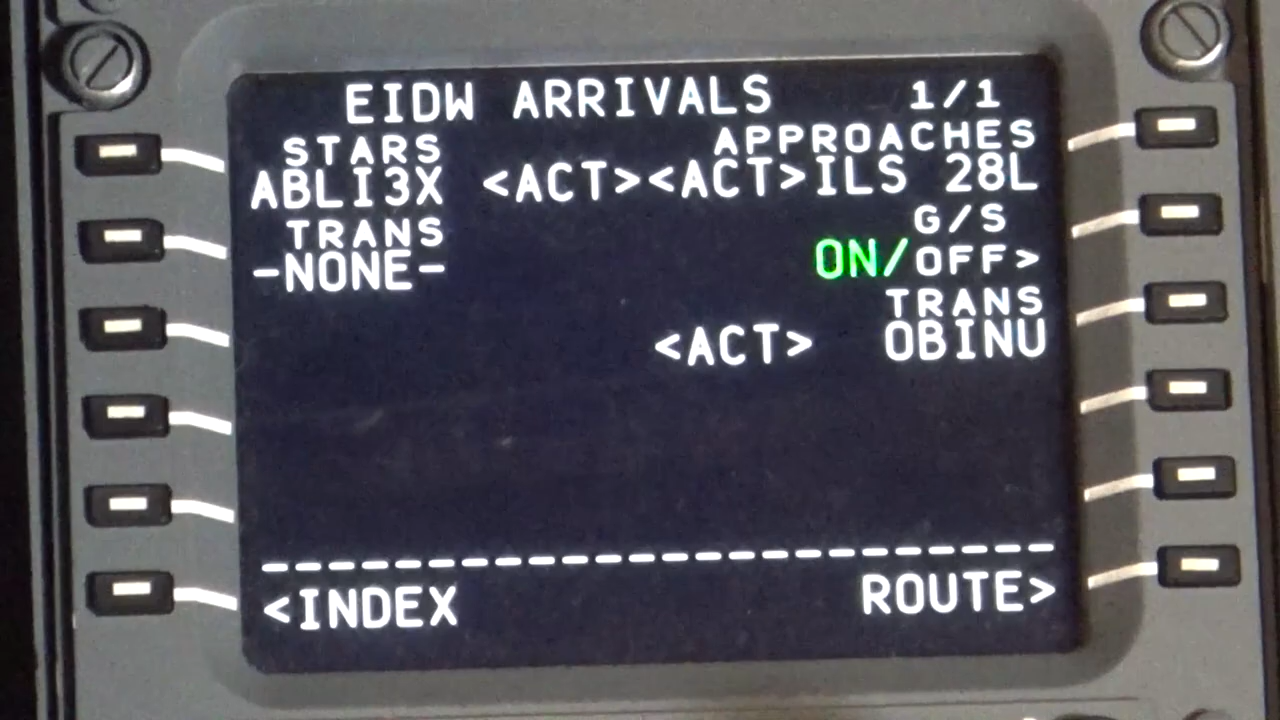 EIDW ARRIVALS 1/1
STARS APPROACHES
ABLI3X <ACT><ACT>ILS 28L
TRANS G/S
-NONE- ON/OFF>
TRANS
<ACT> OBINU
--------------------
<INDEX ROUTE>